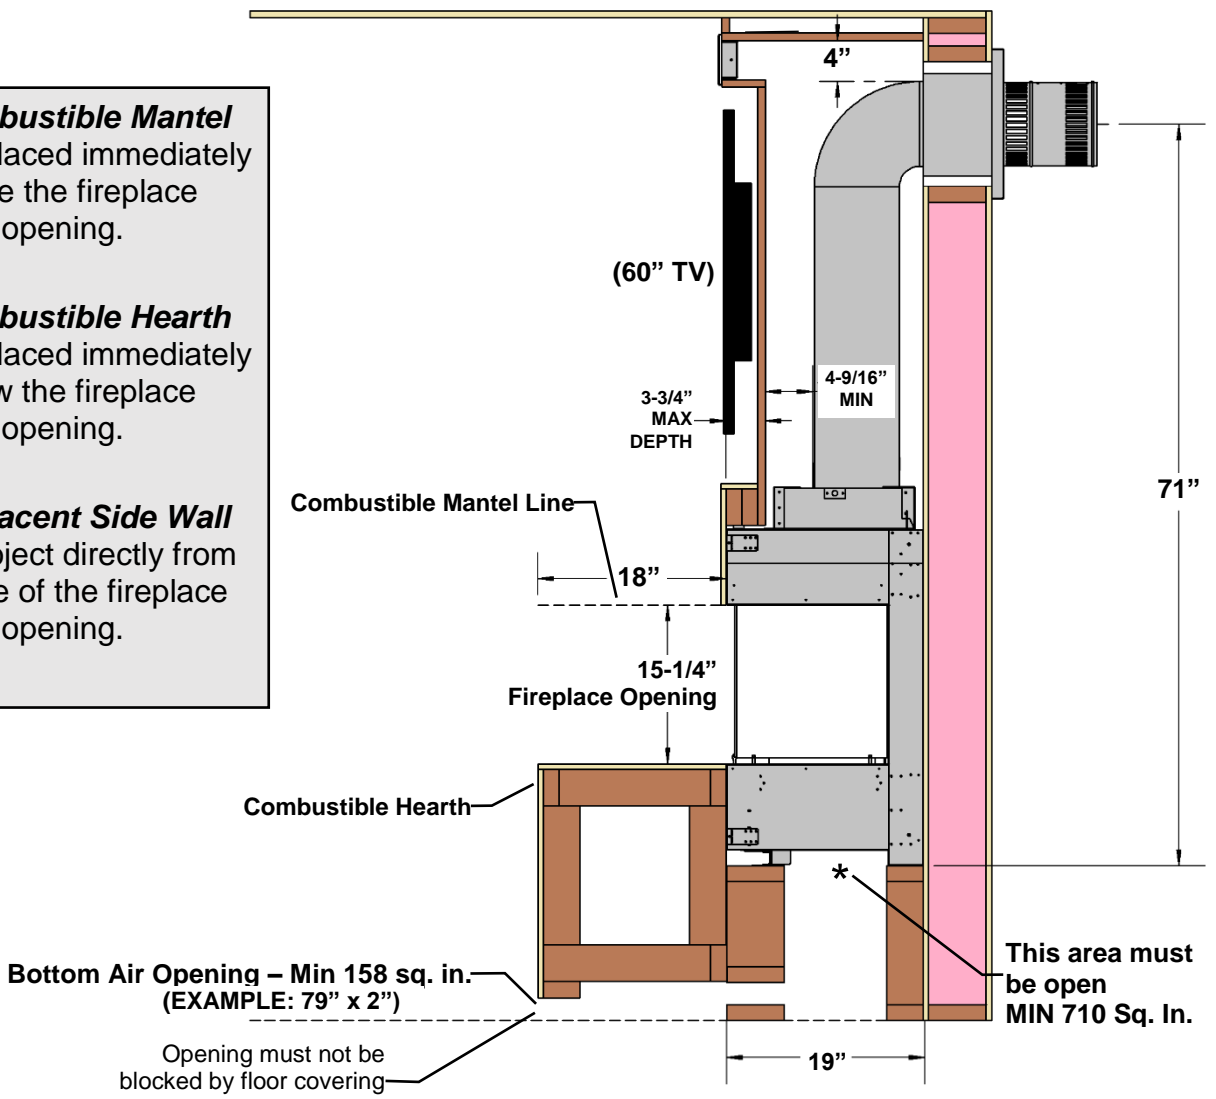 bustible Mantel
laced immediately
e the fireplace
opening.
bustible Hearth
laced immediately
w the fireplace
opening.
acent Side Wall
ject directly from
e of the fireplace
opening.
4”
(60” TV)
3-3/4”
MAX
DEPTH
4-9/16”
MIN
71”
Combustible Mantel Line
18”
15-1/4”
Fireplace Opening
Combustible Hearth
*
Bottom Air Opening – Min 158 sq. in.
(EXAMPLE: 79” x 2”)
Opening must not be
blocked by floor covering
This area must
be open
MIN 710 Sq. In.
19”